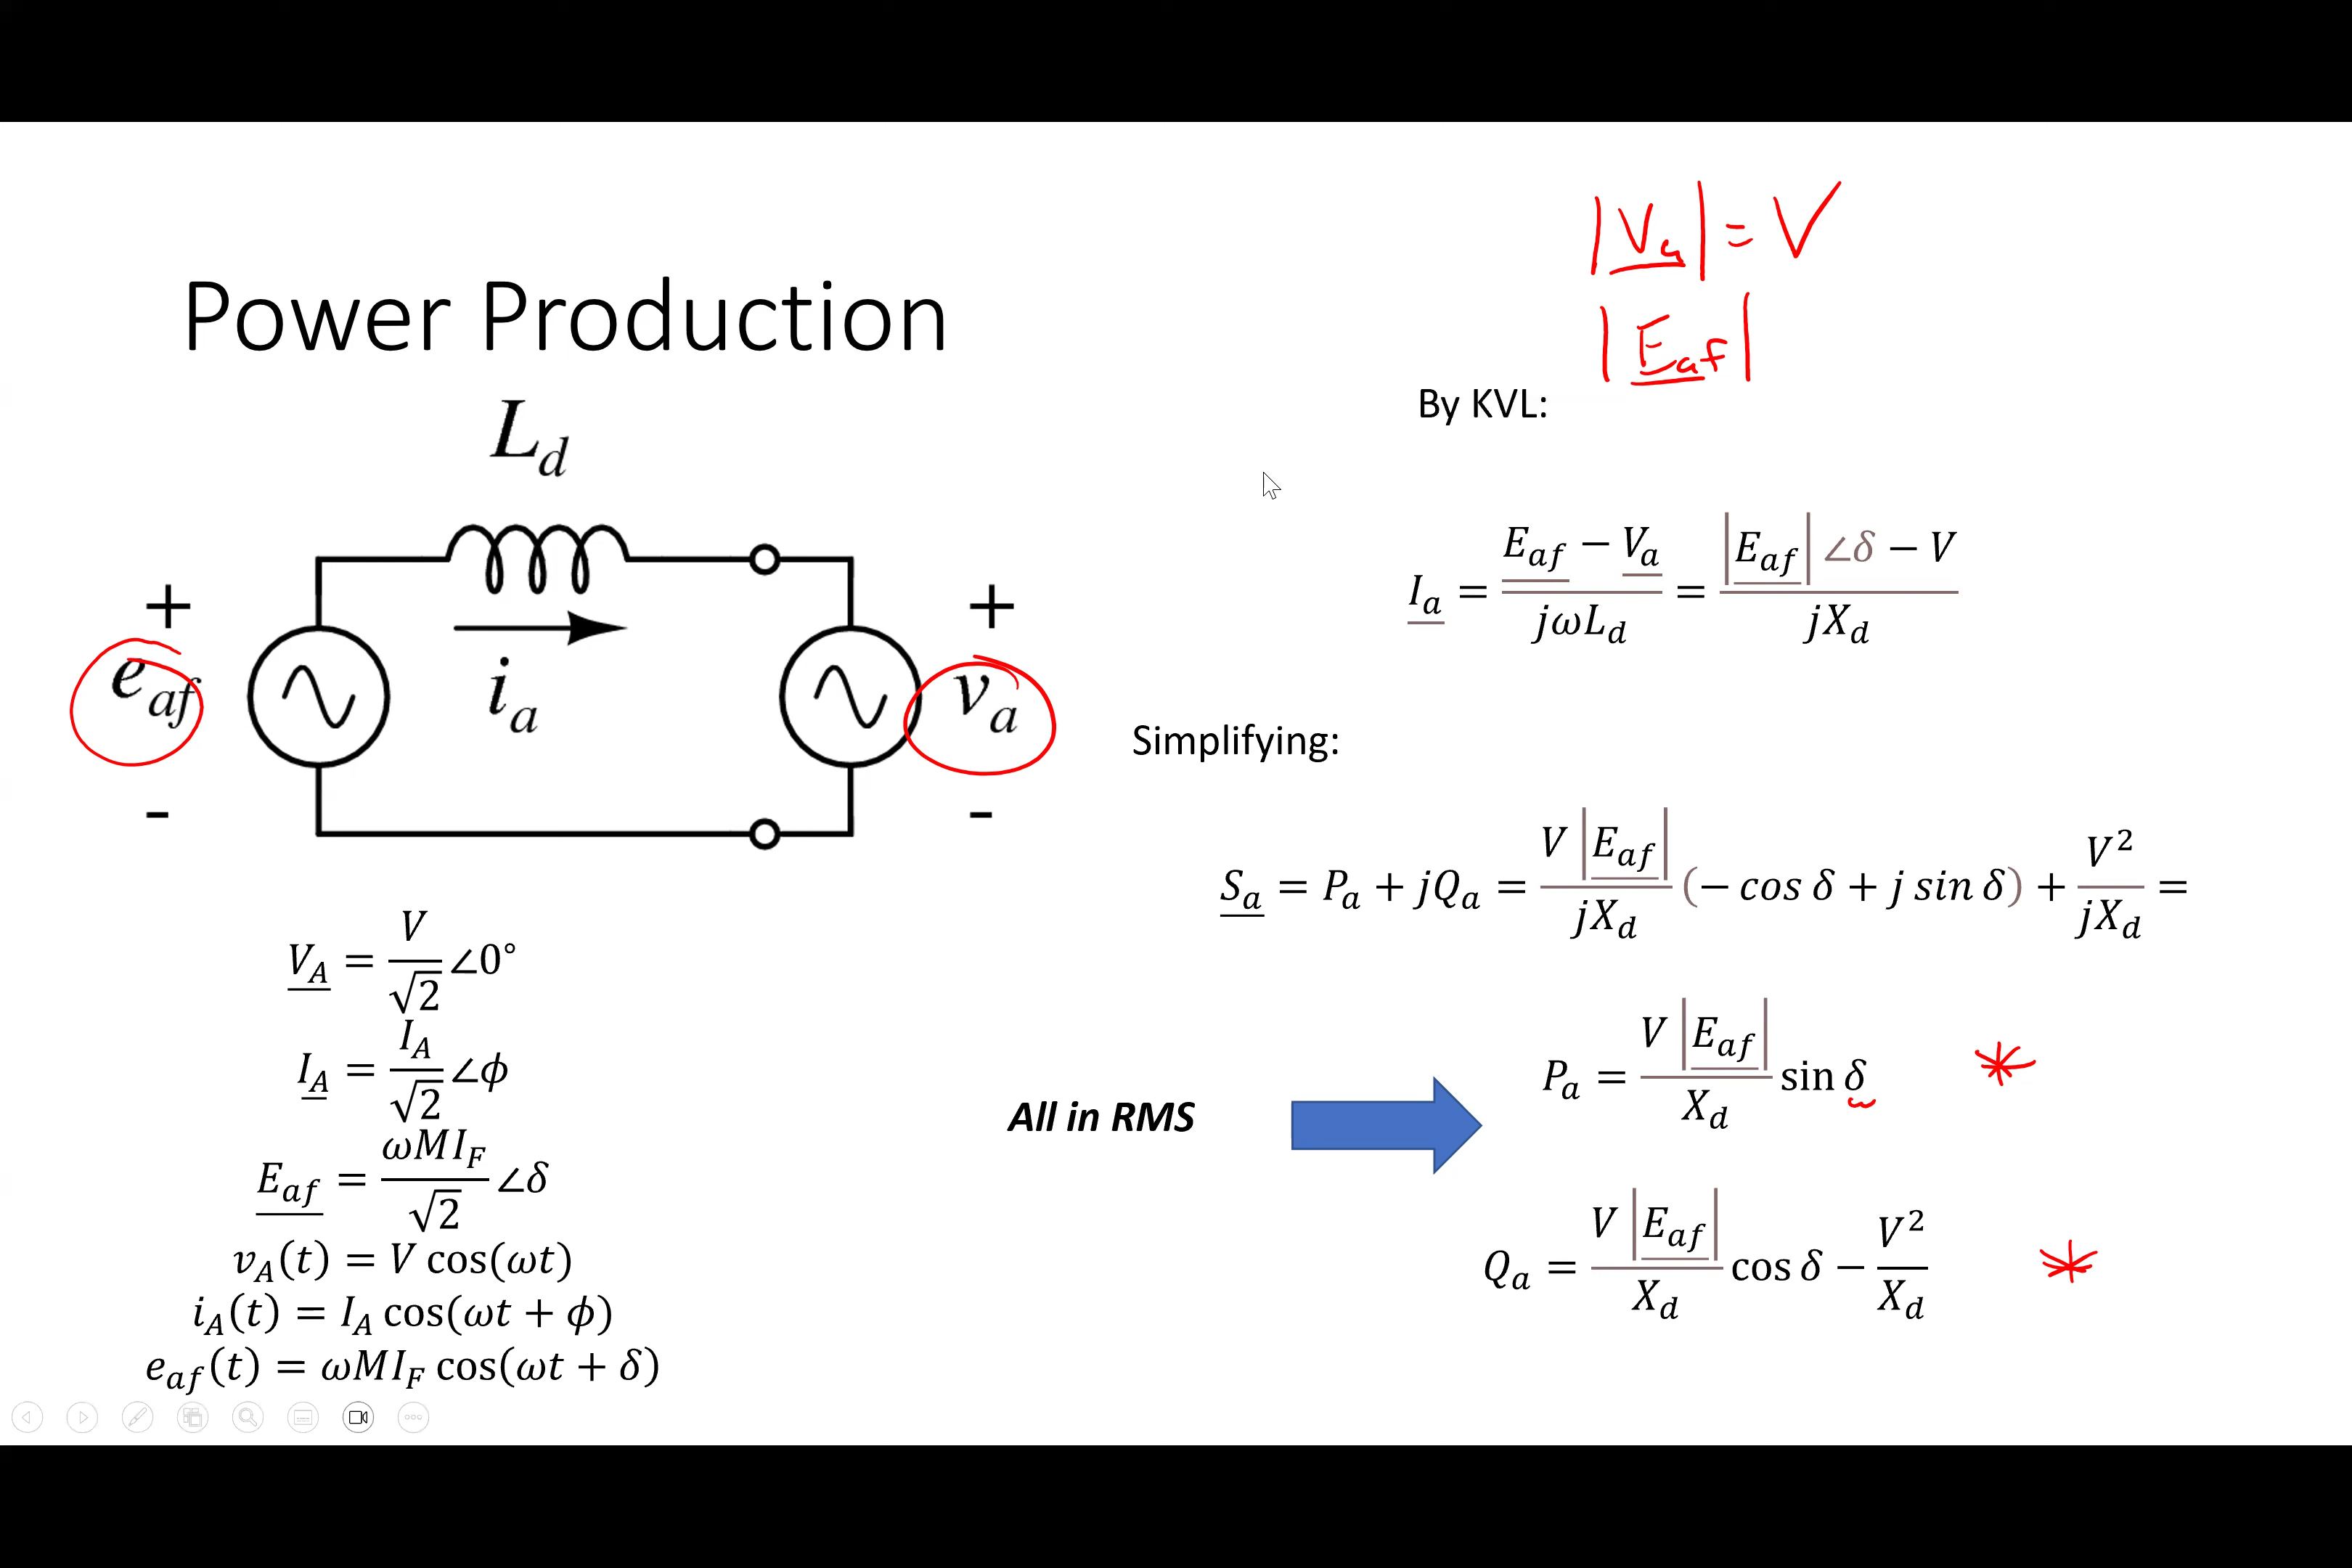 |V_a| = V
|E_af|
Power Production
By KVL:
L_d
I_a = (E_af − V_a)/(jωL_d) = (|E_af|∠δ − V)/(jX_d)
+
+
e_af
i_a
v_a
-
-
Simplifying:
S_a = P_a + jQ_a = (V|E_af|)/(jX_d) (− cos δ + j sin δ) + V²/(jX_d) =
V_A = V/√2 ∠0°
I_A = I_A/√2 ∠ϕ
E_af = ωMI_F/√2 ∠δ
v_A(t) = V cos(ωt)
i_A(t) = I_A cos(ωt + ϕ)
e_af(t) = ωMI_F cos(ωt + δ)
All in RMS
P_a = (V|E_af|)/X_d sin δ *
Q_a = (V|E_af|)/X_d cos δ − V²/X_d *